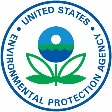 UNITED STATES
ENVIRONMENTAL PROTECTION AGENCY